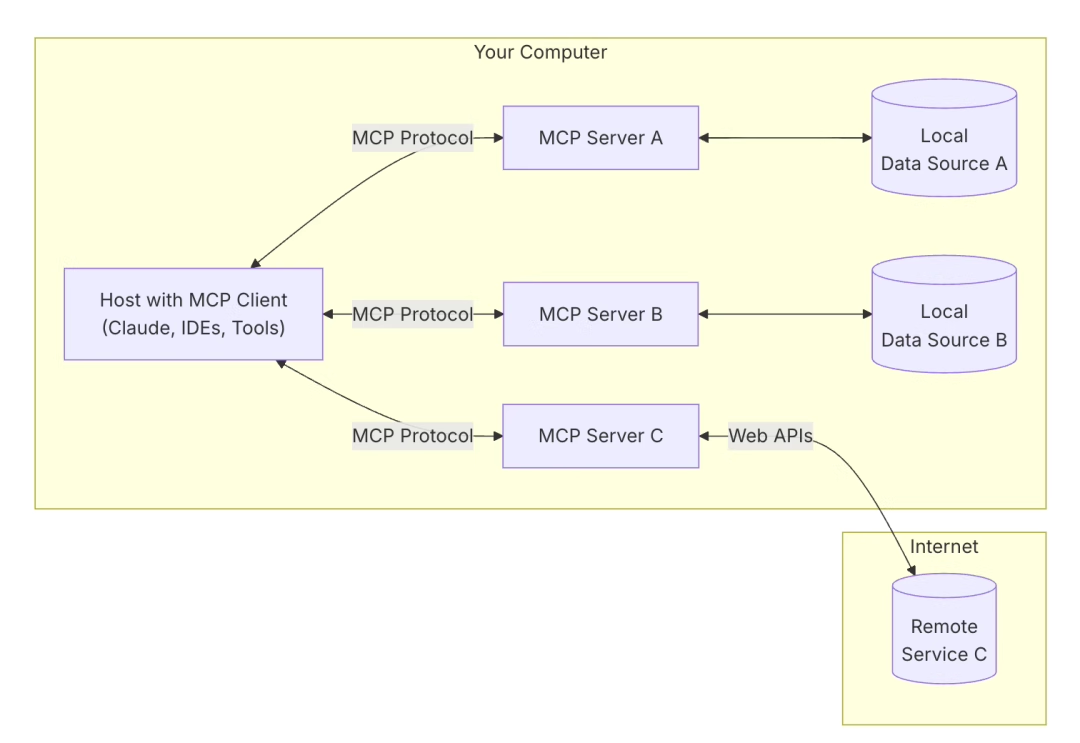 Your Computer
MCP Protocol
MCP Server A
Local
Data Source A
Host with MCP Client
(Claude, IDEs, Tools)
MCP Protocol
MCP Server B
Local
Data Source B
MCP Protocol
MCP Server C
Web APIs
Internet
Remote
Service C